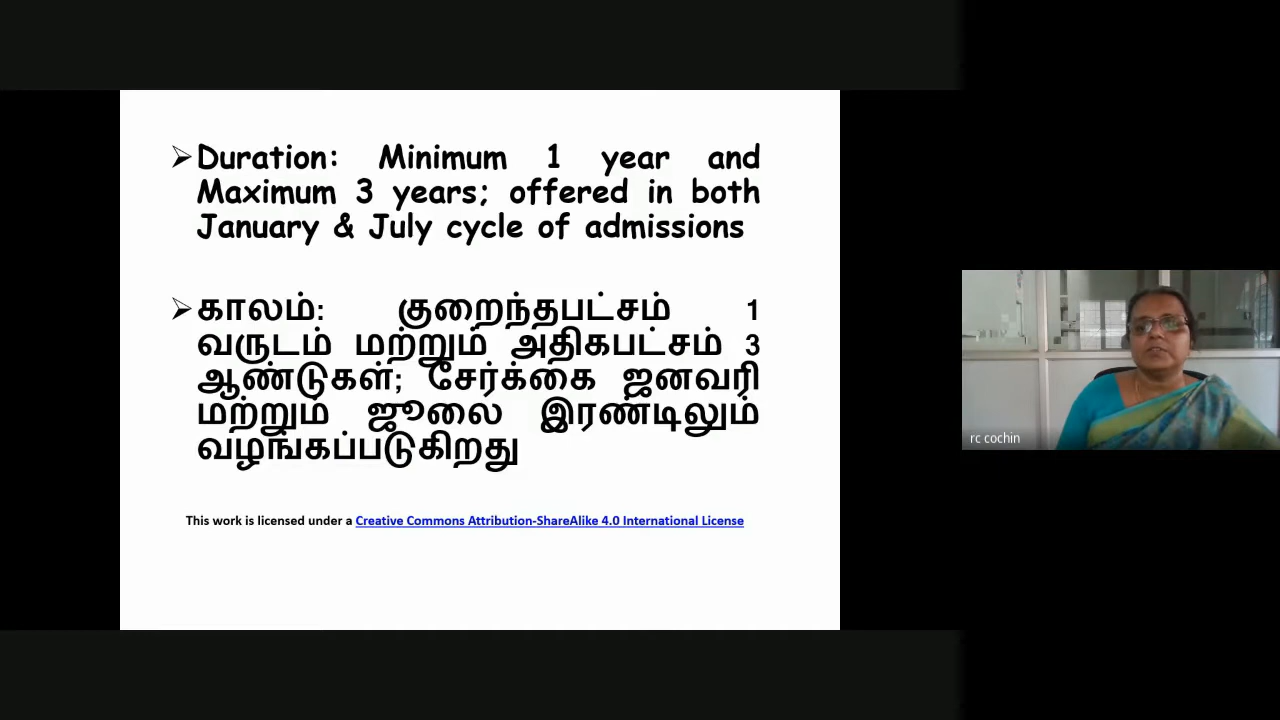 ➢Duration: Minimum 1 year and
Maximum 3 years; offered in both
January & July cycle of admissions
➢காலம்: குறைந்தபட்சம் 1
வருடம் மற்றும் அதிகபட்சம் 3
ஆண்டுகள்; சேர்க்கை ஜனவரி
மற்றும் ஜூலை இரண்டிலும்
வழங்கப்படுகிறது
This work is licensed under a Creative Commons Attribution-ShareAlike 4.0 International License
rc cochin